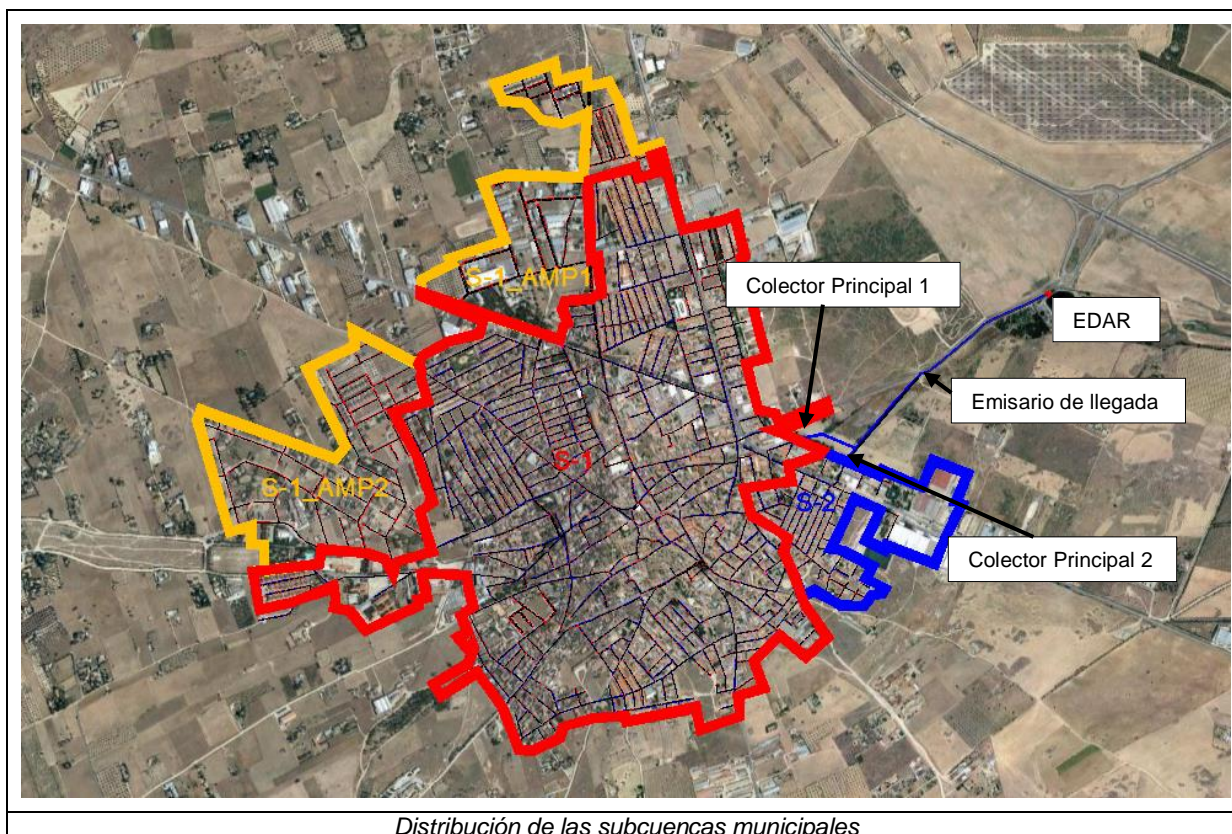 S-1_AMP1
Colector Principal 1
EDAR
Emisario de llegada
S-1
S-1_AMP2
S-2
Colector Principal 2
Distribución de las subcuencas municipales